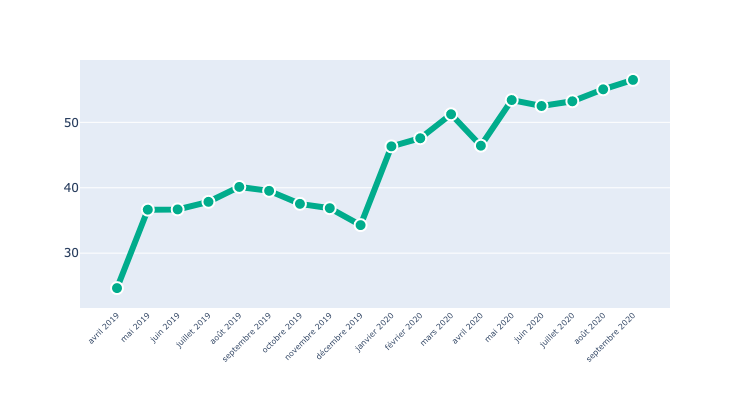 50
40
30
avril 2019
mai 2019
juin 2019
juillet 2019
août 2019
septembre 2019
octobre 2019
novembre 2019
décembre 2019
janvier 2020
février 2020
mars 2020
avril 2020
mai 2020
juin 2020
juillet 2020
août 2020
septembre 2020